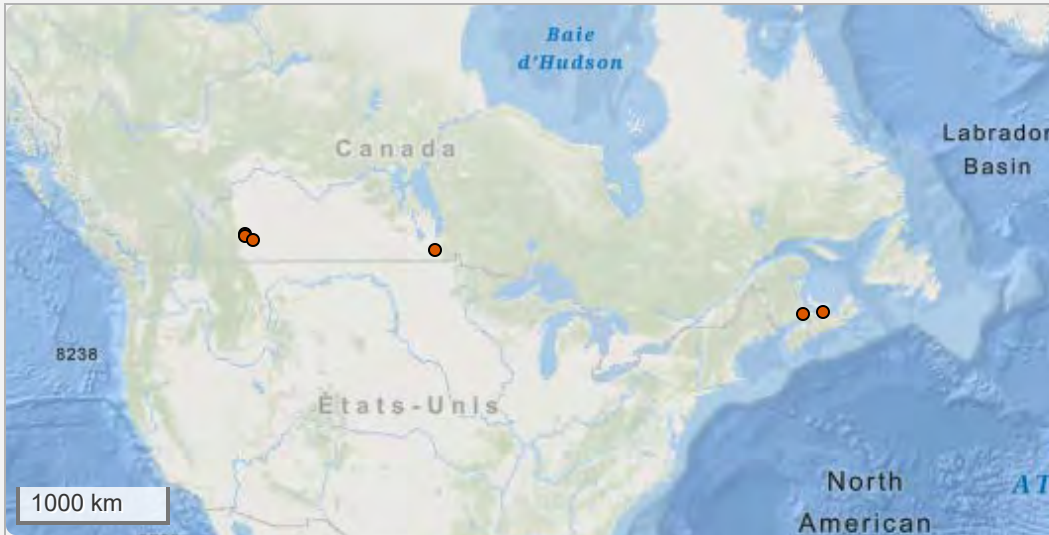 Baie
d'Hudson
Labrador
Basin
Canada
8238
États-Unis
1000 km
North
American
AT